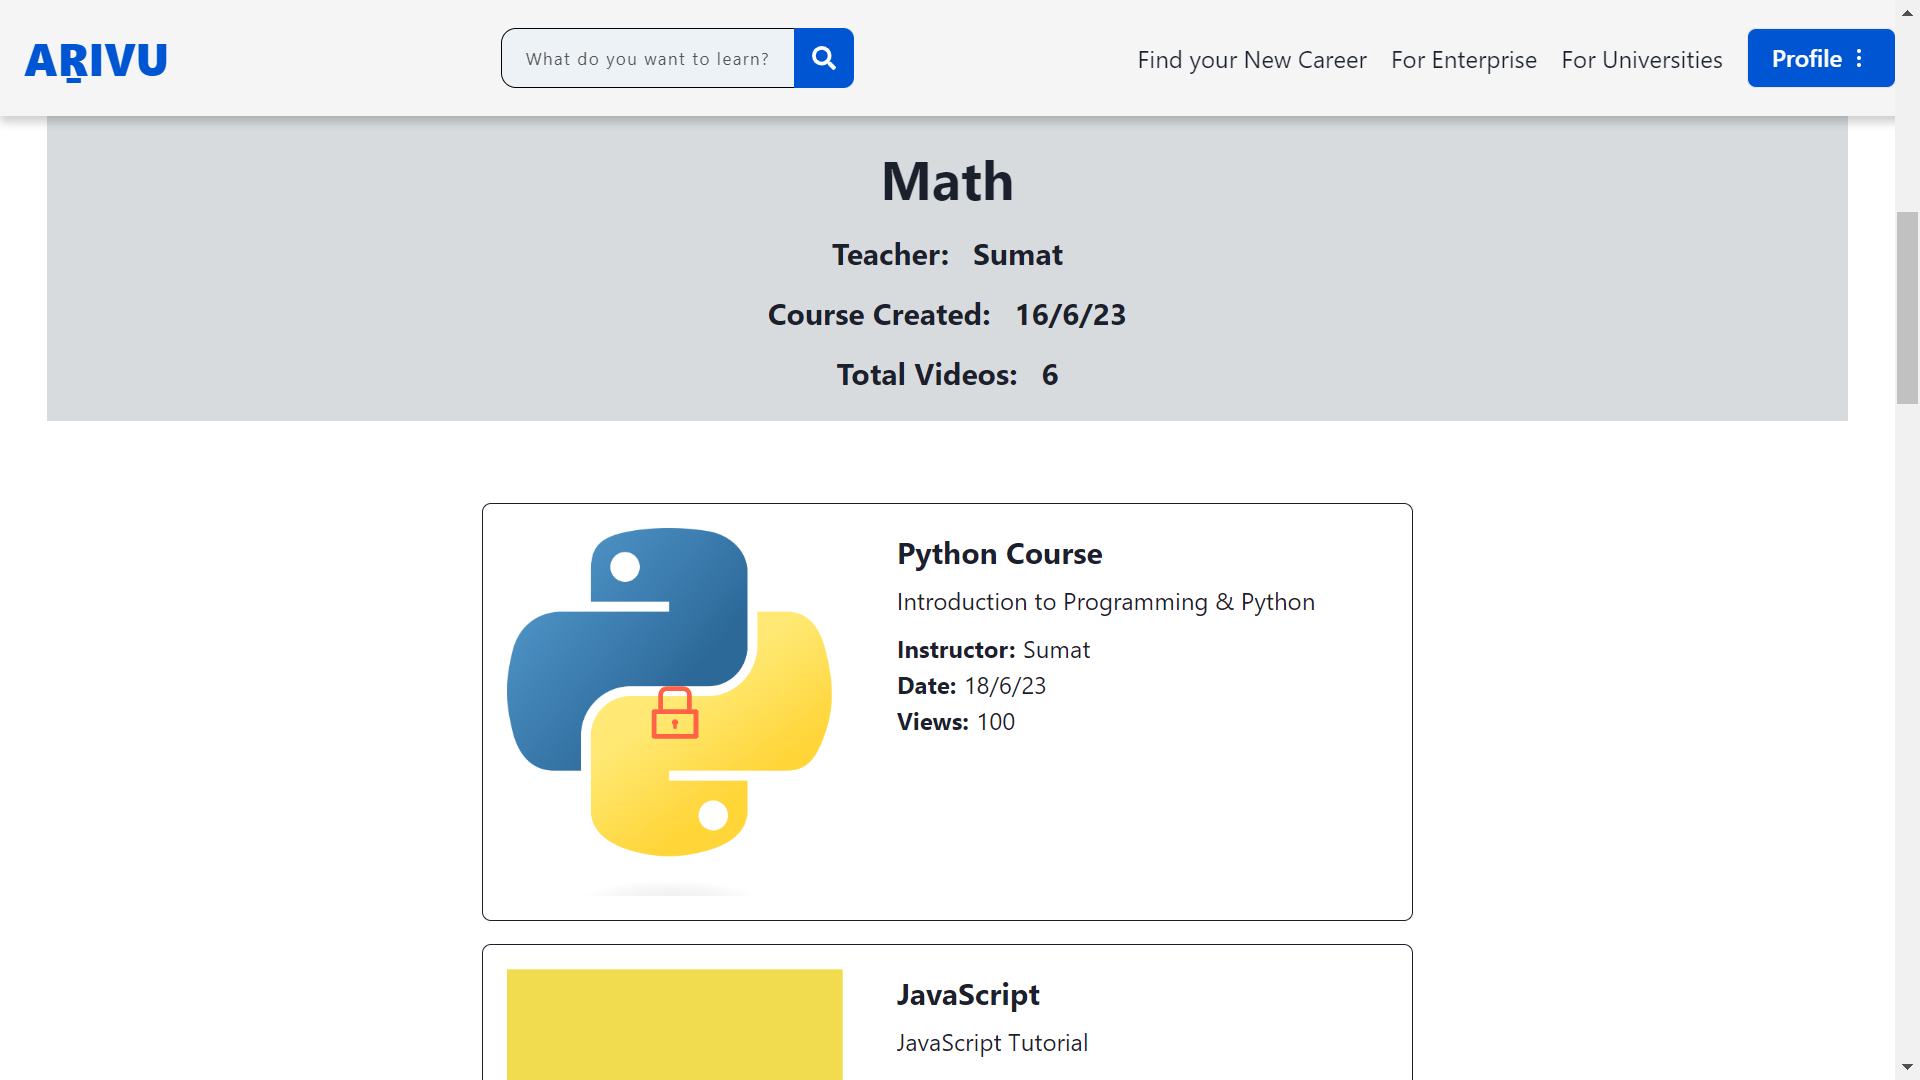 AṞIVU
What do you want to learn?
Find your New Career
For Enterprise
For Universities
Profile
Math
Teacher: Sumat
Course Created: 16/6/23
Total Videos: 6
Python Course
Introduction to Programming & Python
Instructor: Sumat
Date: 18/6/23
Views: 100
JavaScript
JavaScript Tutorial